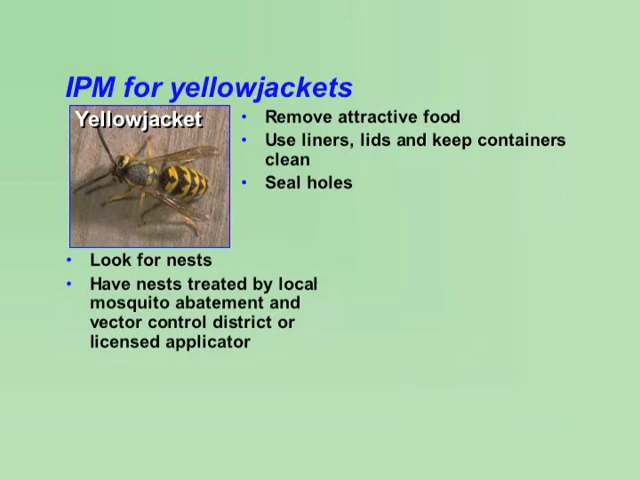 IPM for yellowjackets
Yellowjacket
• Remove attractive food
• Use liners, lids and keep containers
clean
• Seal holes
• Look for nests
• Have nests treated by local
mosquito abatement and
vector control district or
licensed applicator